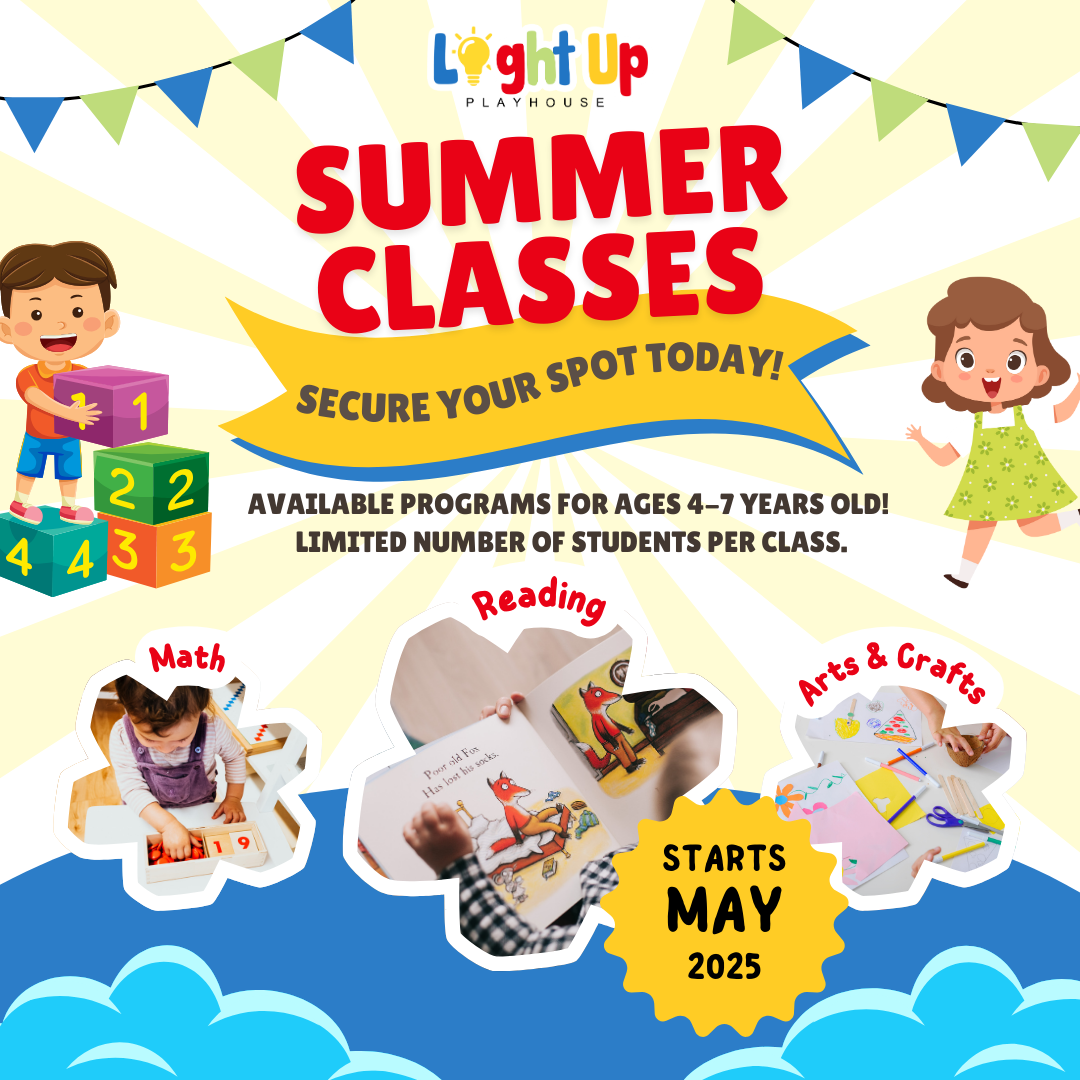 Light Up
PLAYHOUSE
SUMMER
CLASSES
SECURE YOUR SPOT TODAY!
AVAILABLE PROGRAMS FOR AGES 4-7 YEARS OLD!
LIMITED NUMBER OF STUDENTS PER CLASS.
1 1
2 2
4 4 3 3
Reading
Math
Arts & Crafts
Poor old Fox
Has lost his socks.
1 9
STARTS
MAY
2025